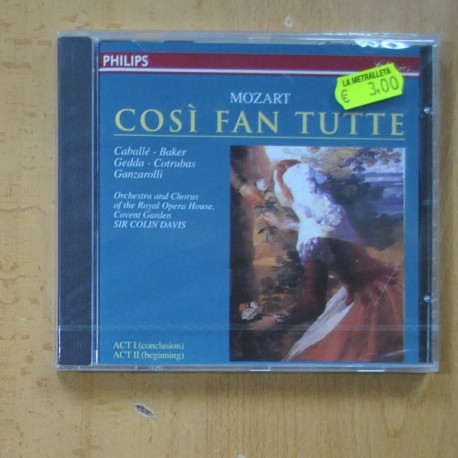 PHILIPS
LA METRALLETA
€ 3.00
MOZART
COSÌ FAN TUTTE
Caballé - Baker
Gedda - Cotrubas
Ganzarolli
Orchestra and Chorus
of the Royal Opera House,
Covent Garden
SIR COLIN DAVIS
ACT I (conclusion)
ACT II (beginning)